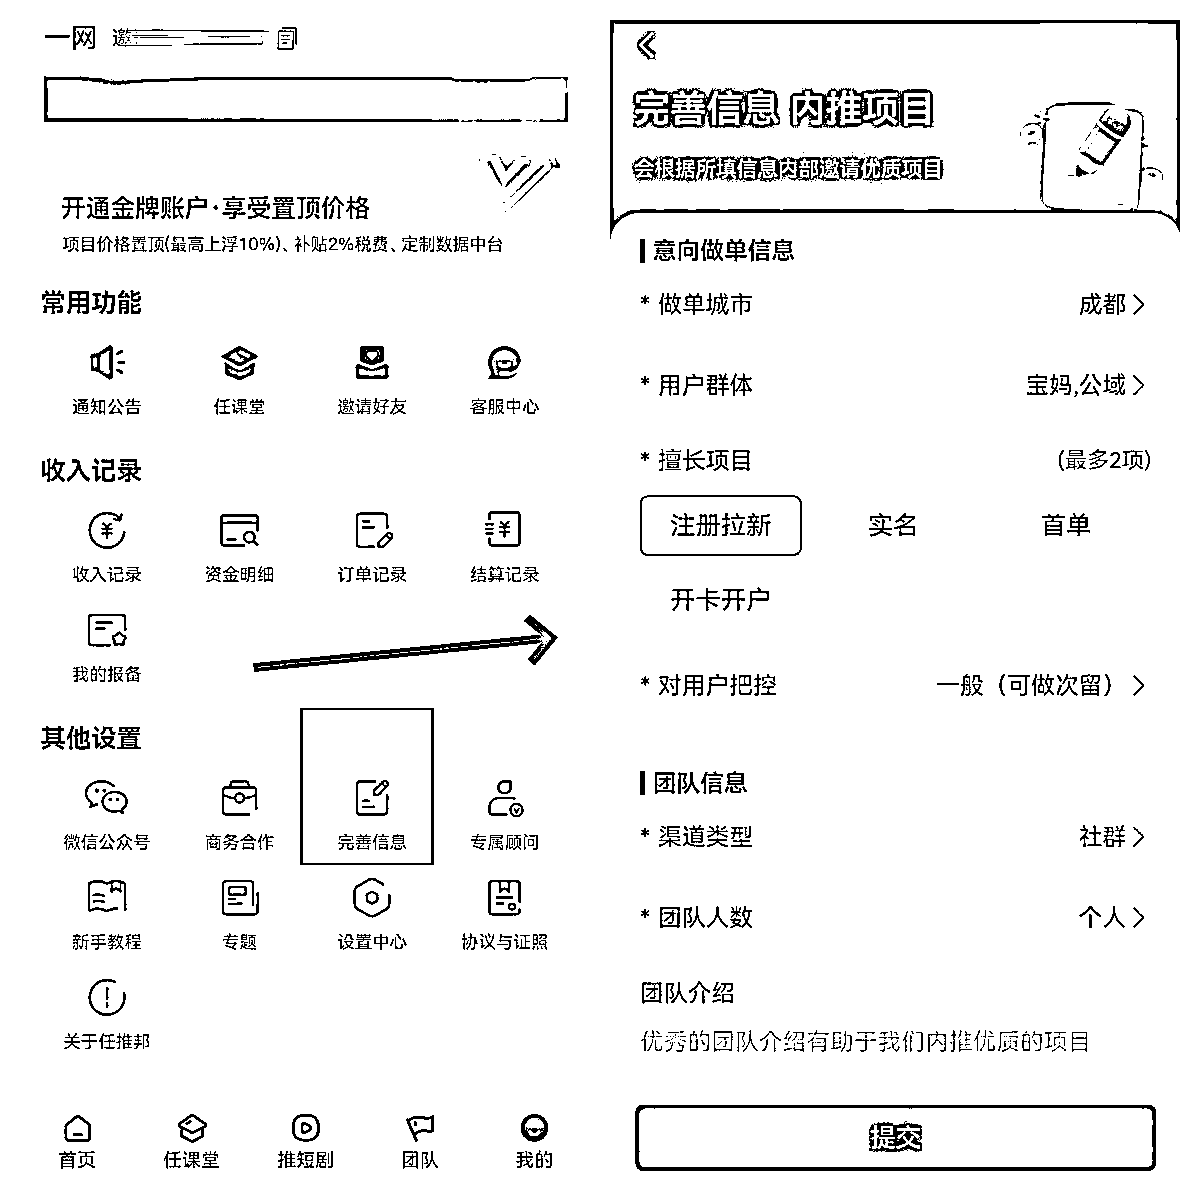 一网 邀
开通金牌账户·享受置顶价格
项目价格置顶(最高上浮10%)、补贴2%税费、定制数据中台
常用功能
通知公告 任课堂 邀请好友 客服中心
收入记录
收入记录 资金明细 订单记录 结算记录
我的报备
其他设置
微信公众号 商务合作 完善信息 专属顾问
新手教程 专题 设置中心 协议与证照
关于任推邦
首页 任课堂 推短剧 团队 我的
完善信息 内推项目
会根据所填信息内部邀请优质项目
意向做单信息
* 做单城市 成都
* 用户群体 宝妈,公域
* 擅长项目 (最多2项)
注册拉新 实名 首单
开卡开户
* 对用户把控 一般（可做次留）
团队信息
* 渠道类型 社群
* 团队人数 个人
团队介绍
优秀的团队介绍有助于我们内推优质的项目
提交